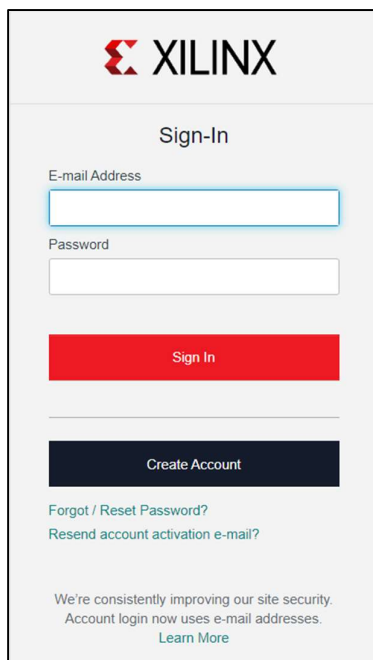 XILINX
Sign-In
E-mail Address
Password
Sign In
Create Account
Forgot / Reset Password?
Resend account activation e-mail?
We're consistently improving our site security.
Account login now uses e-mail addresses.
Learn More